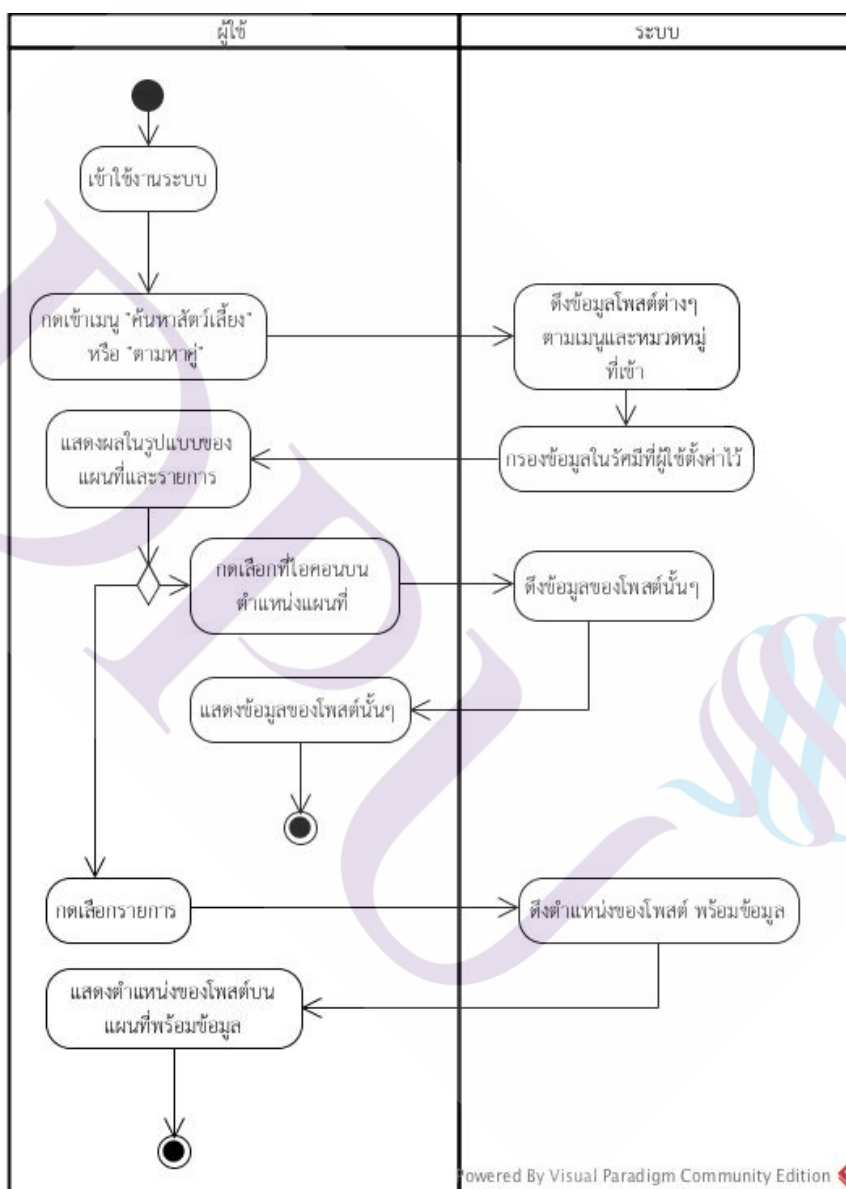 ผู้ใช้
ระบบ
เข้าใช้งานระบบ
กดเข้าเมนู "ค้นหาสัตว์เลี้ยง"
หรือ "ตามหาคู่"
ดึงข้อมูลโพสต์ต่างๆ
ตามเมนูและหมวดหมู่
ที่เข้า
กรองข้อมูลในรัศมีที่ผู้ใช้ตั้งค่าไว้
แสดงผลในรูปแบบของ
แผนที่และรายการ
กดเลือกที่ไอคอนบน
ตำแหน่งแผนที่
ดึงข้อมูลของโพสต์นั้นๆ
แสดงข้อมูลของโพสต์นั้นๆ
กดเลือกรายการ
ดึงตำแหน่งของโพสต์ พร้อมข้อมูล
แสดงตำแหน่งของโพสต์บน
แผนที่พร้อมข้อมูล
Powered By Visual Paradigm Community Edition
DPU